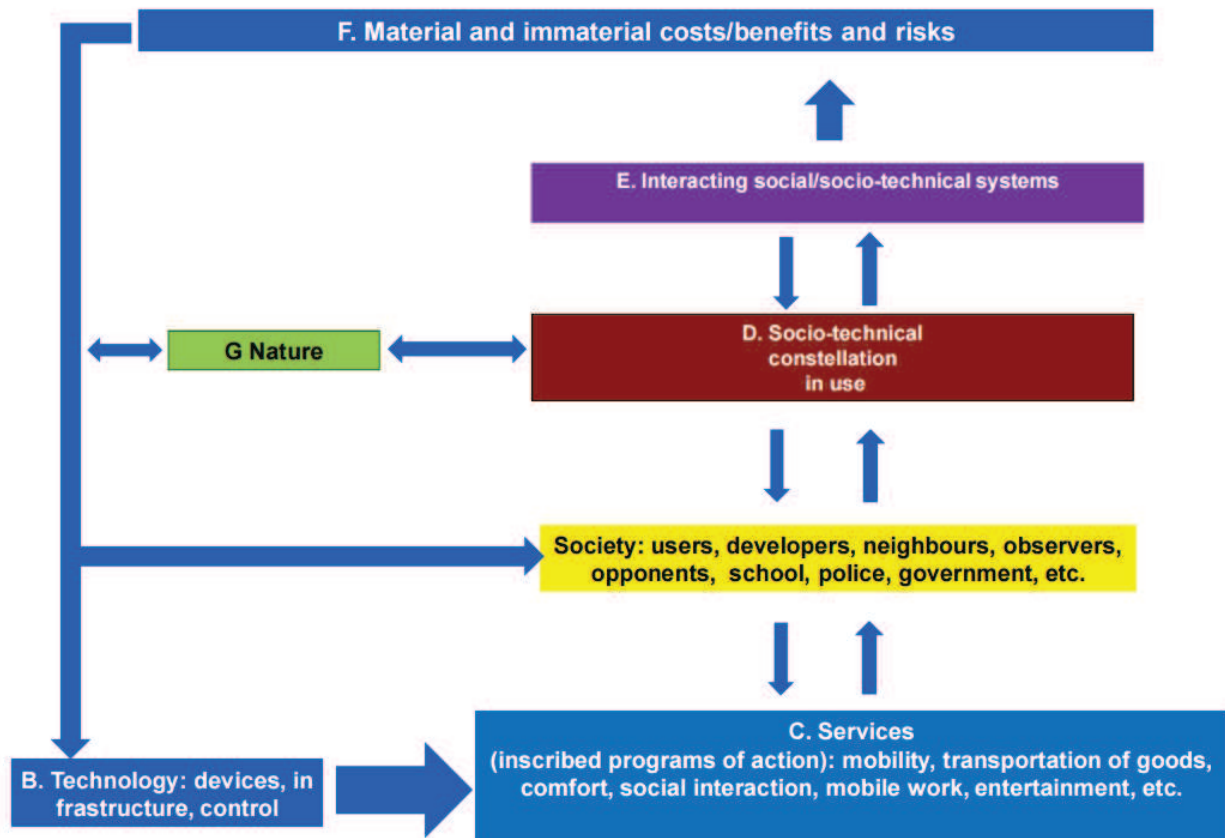 F. Material and immaterial costs/benefits and risks
E. Interacting social/socio-technical systems
D. Socio-technical
constellation
in use
G Nature
Society: users, developers, neighbours, observers,
opponents, school, police, government, etc.
C. Services
(inscribed programs of action): mobility, transportation of goods,
comfort, social interaction, mobile work, entertainment, etc.
B. Technology: devices, in
frastructure, control